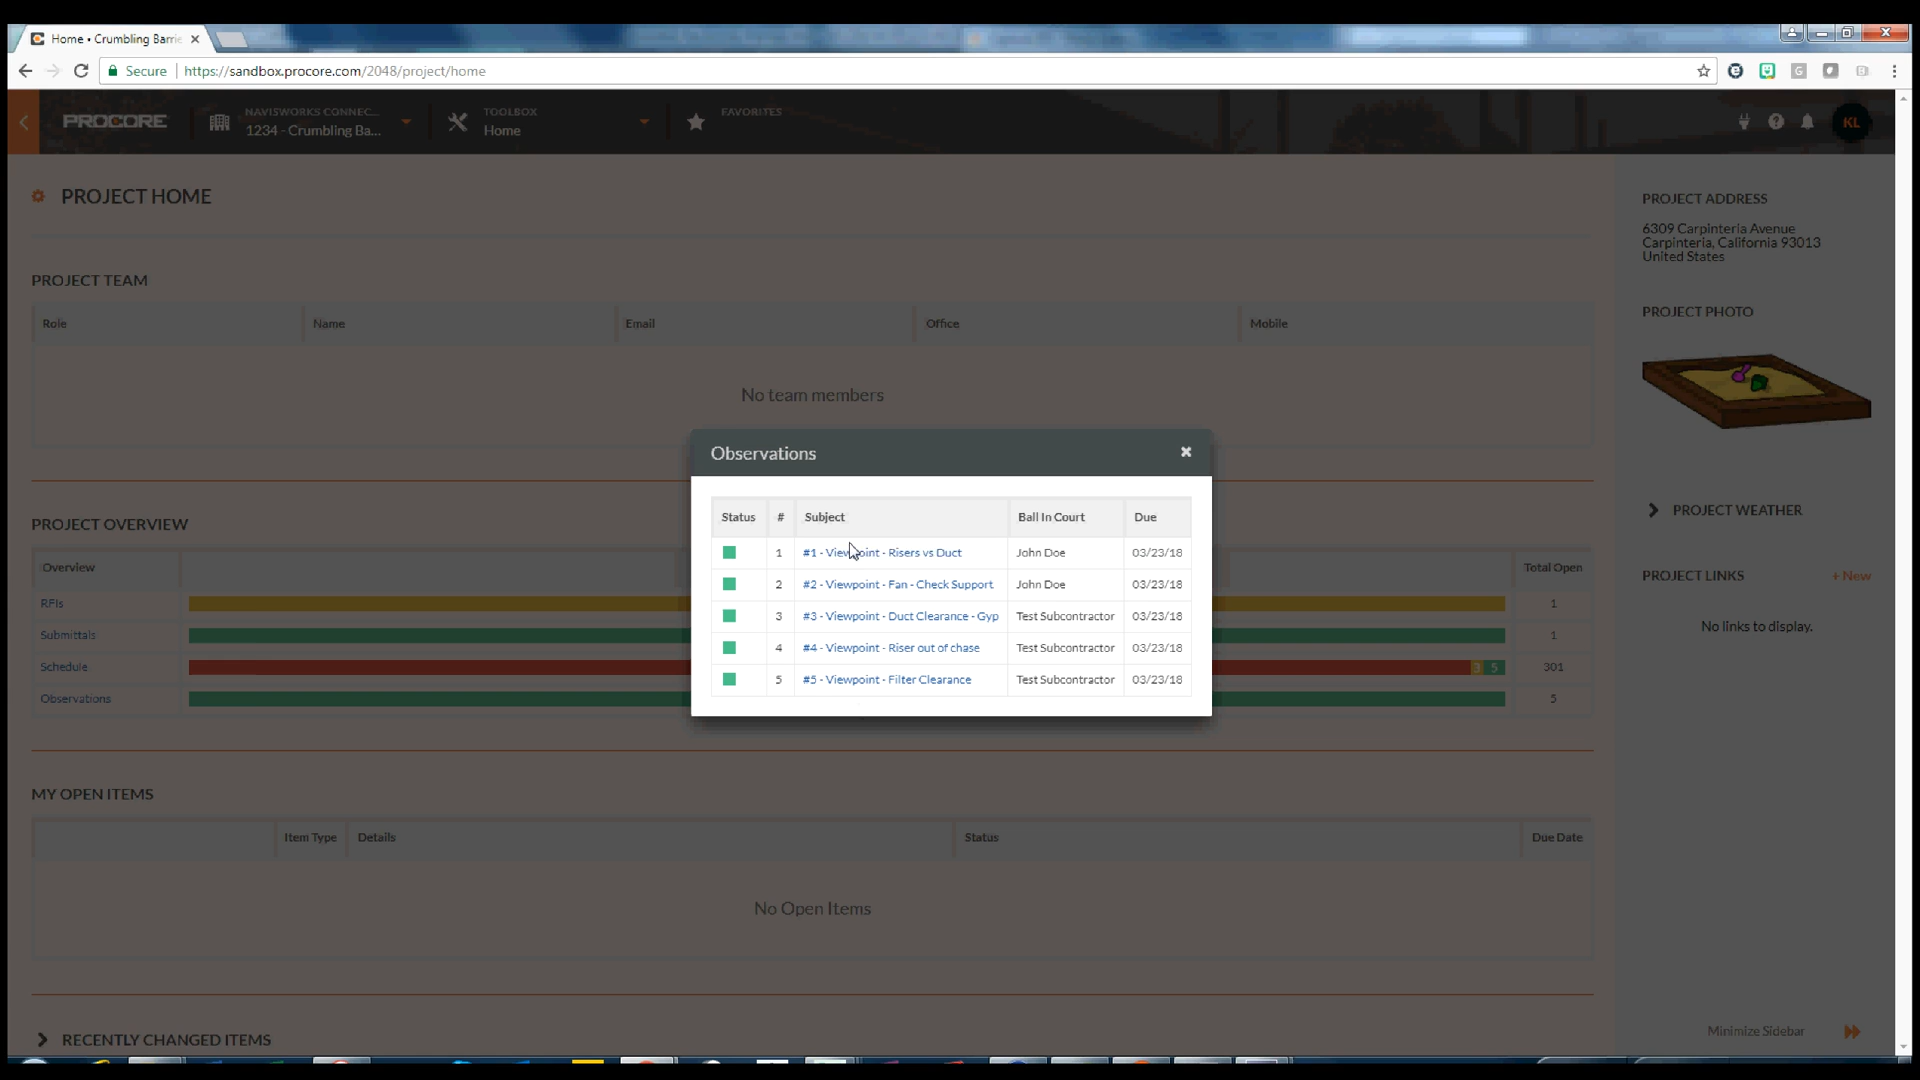 Home • Crumbling Barrie
Secure https://sandbox.procore.com/2048/project/home
PROCORE
NAVISWORKS CONNEC...
1234 - Crumbling Ba...
TOOLBOX
Home
FAVORITES
KL
PROJECT HOME
PROJECT TEAM
Role Name Email Office Mobile
No team members
PROJECT OVERVIEW
Overview Total Open
RFIs 1
Submittals 1
Schedule 3 5 301
Observations 5
MY OPEN ITEMS
Item Type Details Status Due Date
No Open Items
RECENTLY CHANGED ITEMS
Observations
Status # Subject Ball In Court Due
1 #1 - Viewpoint - Risers vs Duct John Doe 03/23/18
2 #2 - Viewpoint - Fan - Check Support John Doe 03/23/18
3 #3 - Viewpoint - Duct Clearance - Gyp Test Subcontractor 03/23/18
4 #4 - Viewpoint - Riser out of chase Test Subcontractor 03/23/18
5 #5 - Viewpoint - Filter Clearance Test Subcontractor 03/23/18
PROJECT ADDRESS
6309 Carpinteria Avenue
Carpinteria, California 93013
United States
PROJECT PHOTO
PROJECT WEATHER
PROJECT LINKS + New
No links to display.
Minimize Sidebar